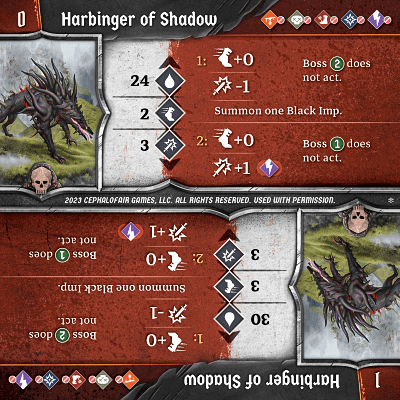 0 Harbinger of Shadow
24
2
3
1: +0
-1
Boss 2 does
not act.
Summon one Black Imp.
2: +0
+1
Boss 1 does
not act.
2023 CEPHALOFAIR GAMES, LLC. ALL RIGHTS RESERVED. USED WITH PERMISSION.
1 Harbinger of Shadow
30
3
3
1: +0
-1
Boss 2 does
not act.
Summon one Black Imp.
2: +0
+1
Boss 1 does
not act.